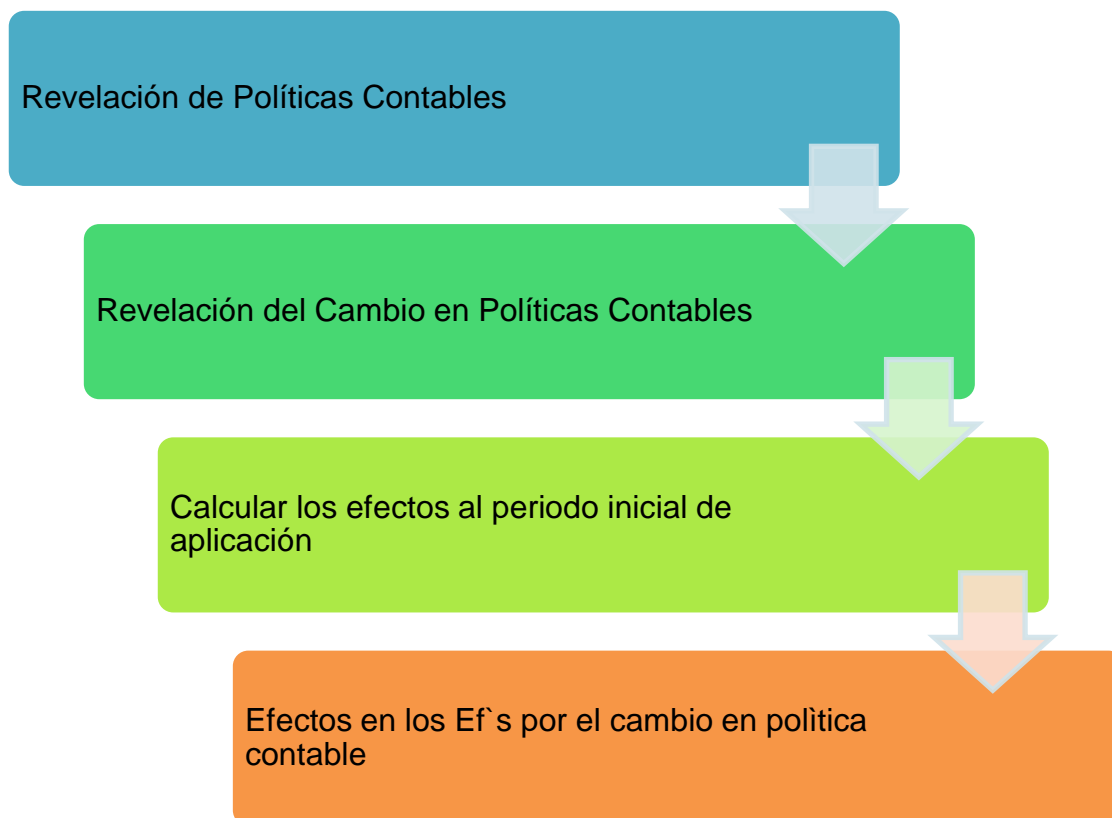 Revelación de Políticas Contables
Revelación del Cambio en Políticas Contables
Calcular los efectos al periodo inicial de
aplicación
Efectos en los Ef`s por el cambio en polìtica
contable